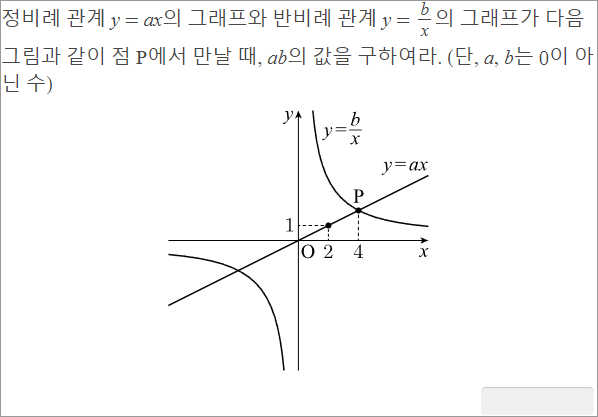 정비례 관계 y = ax의 그래프와 반비례 관계 y = b/x 의 그래프가 다음
그림과 같이 점 P에서 만날 때, ab의 값을 구하여라. (단, a, b는 0이 아
닌 수)
y
y=b/x
y=ax
P
1
O 2 4 x